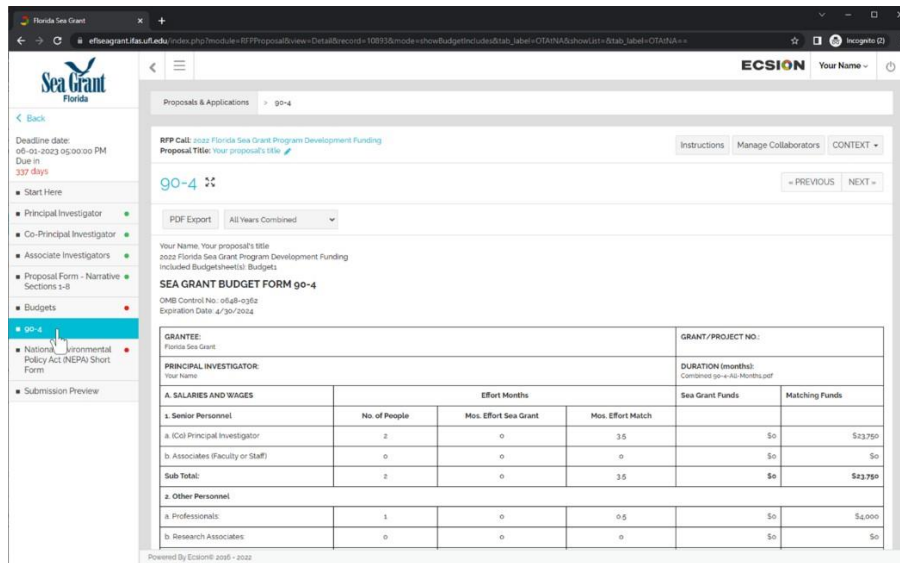 Florida Sea Grant
eflseagrant.ifas.ufl.edu/index.php?module=RFPProposal&view=Detail&record=10893&mode=showBudgetIncludes&tab_label=OTAtNA&showList=&tab_label=OTAtNA==
Incognito (2)
Sea Grant
Florida
ECSION
Your Name
Back
Proposals & Applications > 90-4
Deadline date:
06-01-2023 05:00:00 PM
Due in
337 days
Start Here
Principal Investigator
Co-Principal Investigator
Associate Investigators
Proposal Form - Narrative
Sections 1-8
Budgets
90-4
National Environmental
Policy Act (NEPA) Short
Form
Submission Preview
RFP Call: 2022 Florida Sea Grant Program Development Funding
Proposal Title: Your proposal's title
Instructions Manage Collaborators CONTEXT
90-4
« PREVIOUS NEXT »
PDF Export All Years Combined
Your Name, Your proposal's title
2022 Florida Sea Grant Program Development Funding
Included Budgetsheet(s): Budget1
SEA GRANT BUDGET FORM 90-4
OMB Control No.: 0648-0362
Expiration Date: 4/30/2024
GRANTEE: GRANT/PROJECT NO.:
Florida Sea Grant
PRINCIPAL INVESTIGATOR: DURATION (months):
Your Name Combined 90-4-All-Months.pdf
A. SALARIES AND WAGES Effort Months Sea Grant Funds Matching Funds
1. Senior Personnel No. of People Mos. Effort Sea Grant Mos. Effort Match
a. (Co) Principal Investigator 2 0 3.5 $0 $23,750
b. Associates (Faculty or Staff) 0 0 0 $0 $0
Sub Total: 2 0 3.5 $0 $23,750
2. Other Personnel
a. Professionals: 1 0 0.5 $0 $4,000
b. Research Associates: 0 0 0 $0 $0
Powered By Ecsion© 2016 - 2022